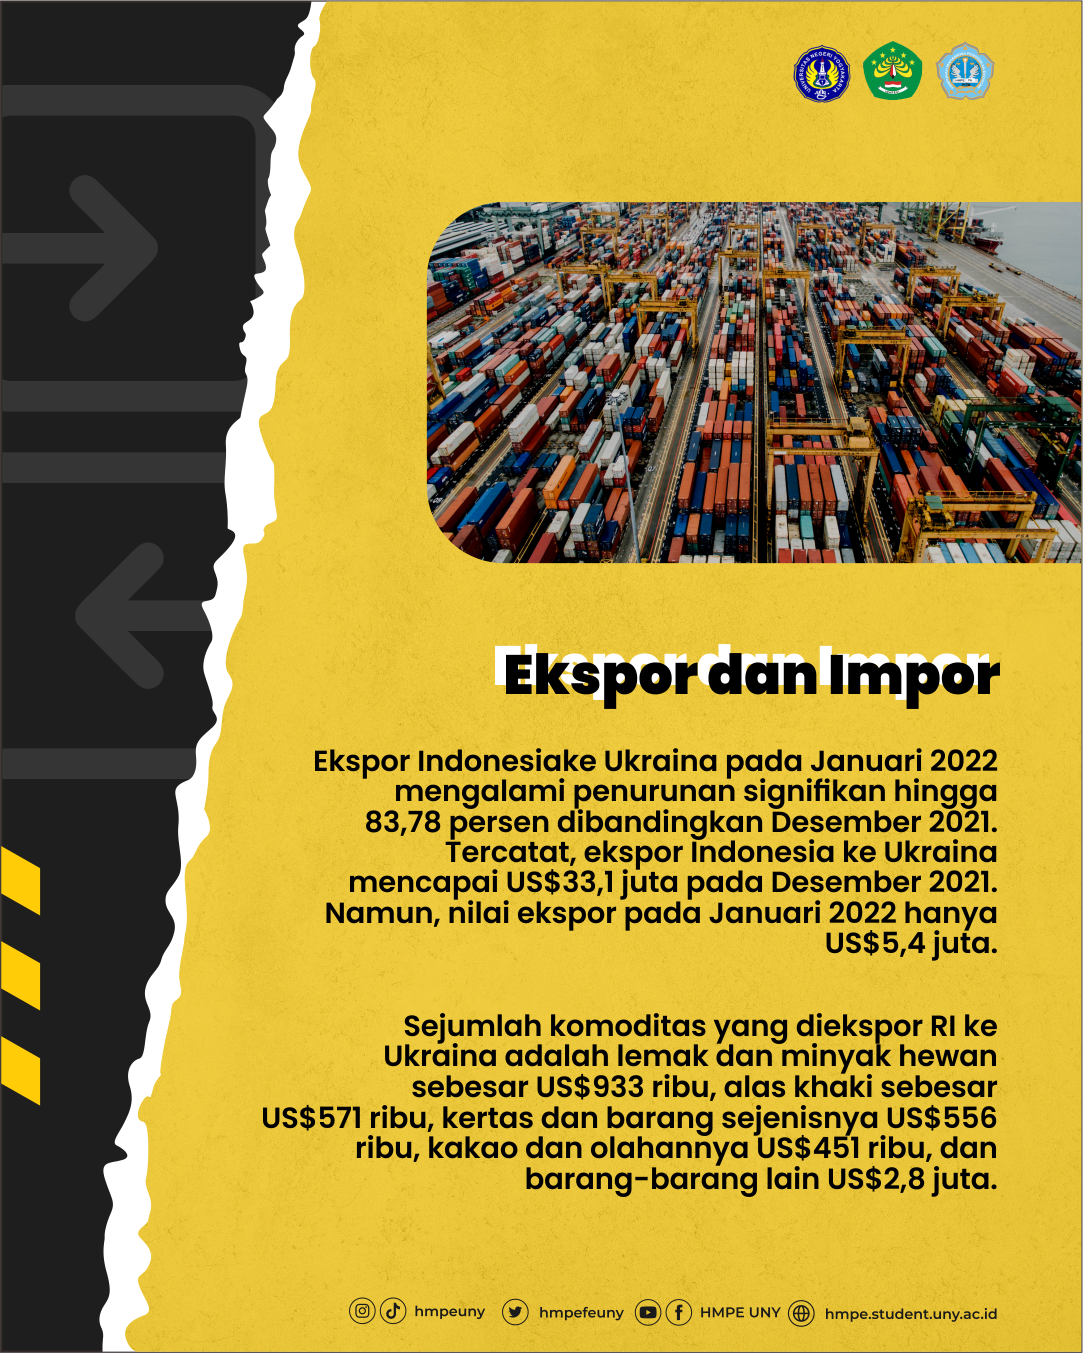 UNIVERSITAS NEGERI YOGYAKARTA
Ekspor dan Impor
Ekspor Indonesiake Ukraina pada Januari 2022
mengalami penurunan signifikan hingga
83,78 persen dibandingkan Desember 2021.
Tercatat, ekspor Indonesia ke Ukraina
mencapai US$33,1 juta pada Desember 2021.
Namun, nilai ekspor pada Januari 2022 hanya
US$5,4 juta.
Sejumlah komoditas yang diekspor RI ke
Ukraina adalah lemak dan minyak hewan
sebesar US$933 ribu, alas khaki sebesar
US$571 ribu, kertas dan barang sejenisnya US$556
ribu, kakao dan olahannya US$451 ribu, dan
barang-barang lain US$2,8 juta.
hmpeuny hmpefeuny HMPE UNY hmpe.student.uny.ac.id